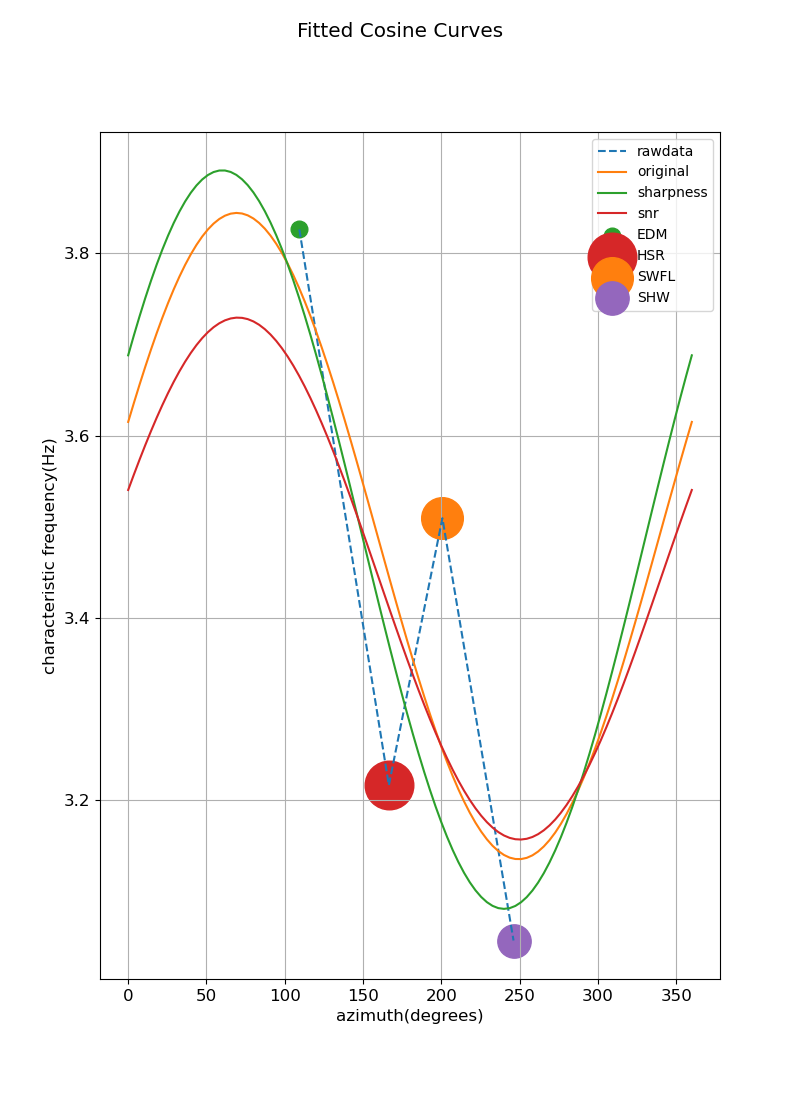 Fitted Cosine Curves
rawdata
original
sharpness
snr
EDM
HSR
SWFL
SHW
3.8
3.6
3.4
3.2
characteristic frequency(Hz)
0 50 100 150 200 250 300 350
azimuth(degrees)